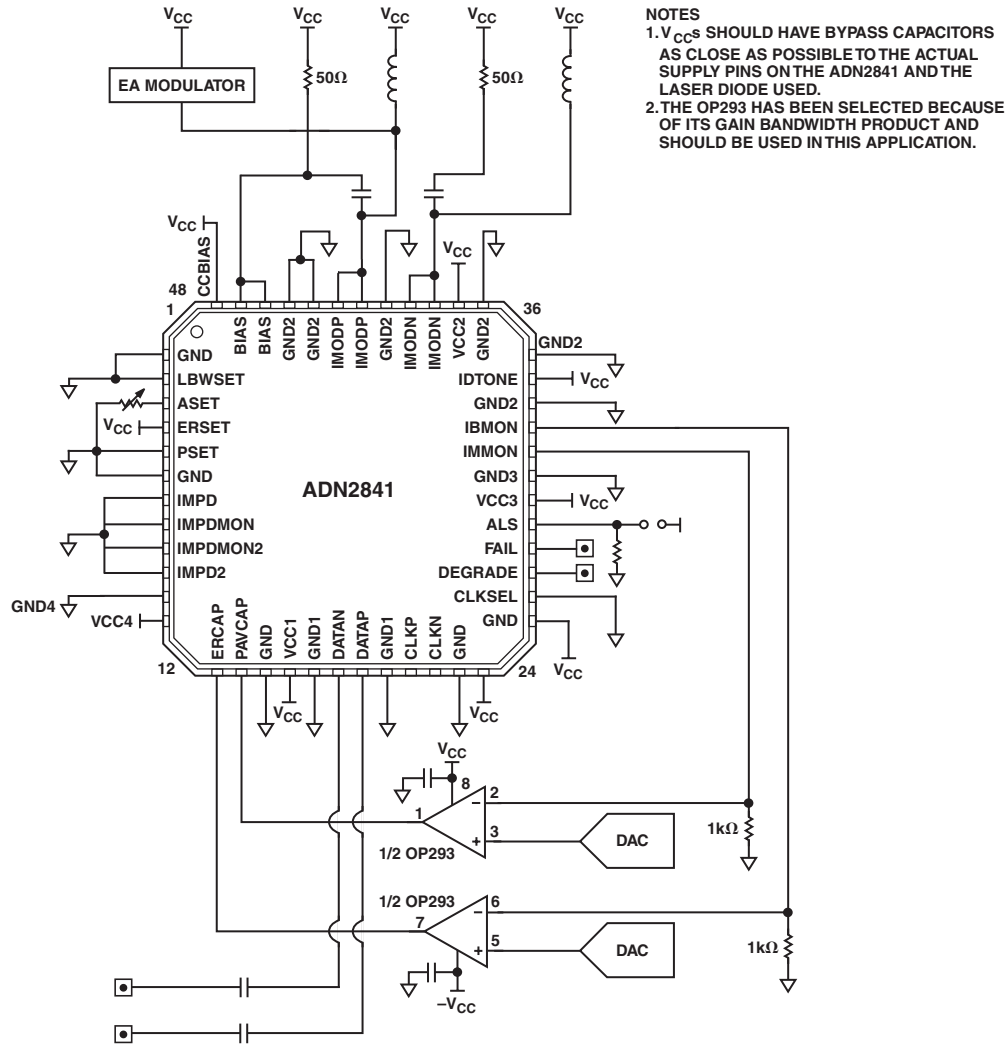 VCC VCC VCC VCC VCC
NOTES
1. VCCs SHOULD HAVE BYPASS CAPACITORS
AS CLOSE AS POSSIBLE TO THE ACTUAL
SUPPLY PINS ON THE ADN2841 AND THE
LASER DIODE USED.
2. THE OP293 HAS BEEN SELECTED BECAUSE
OF ITS GAIN BANDWIDTH PRODUCT AND
SHOULD BE USED IN THIS APPLICATION.
EA MODULATOR
50Ω
50Ω
VCC
CCBIAS
VCC
48
1
36
BIAS
BIAS
GND2
GND2
IMODP
IMODP
GND2
IMODN
IMODN
VCC2
GND2
GND
LBWSET
ASET
VCC
ERSET
PSET
GND
IMPD
IMPDMON
IMPDMON2
IMPD2
GND4
VCC4
ADN2841
GND2
IDTONE
VCC
GND2
IBMON
IMMON
GND3
VCC3
VCC
ALS
FAIL
DEGRADE
CLKSEL
GND
VCC
12
24
ERCAP
PAVCAP
GND
VCC1
GND1
DATAN
DATAP
GND1
CLKP
CLKN
GND
VCC
VCC
VCC
8
1
2
−
3
+
1/2 OP293
DAC
1kΩ
1/2 OP293
7
6
−
5
+
DAC
1kΩ
−VCC